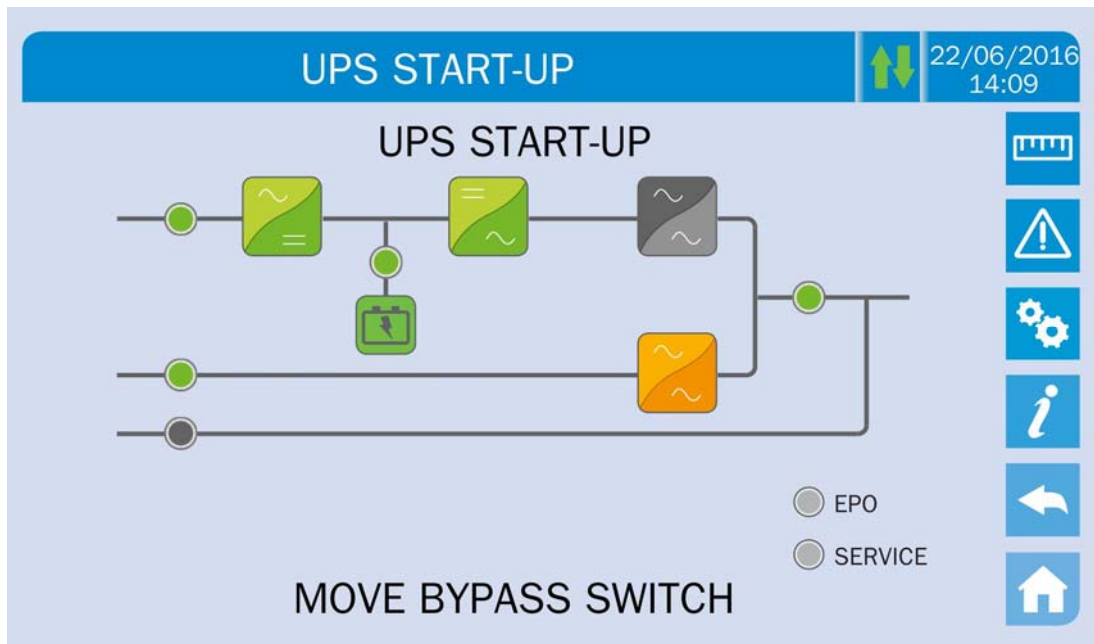 UPS START-UP
22/06/2016
14:09
UPS START-UP
EPO
SERVICE
MOVE BYPASS SWITCH